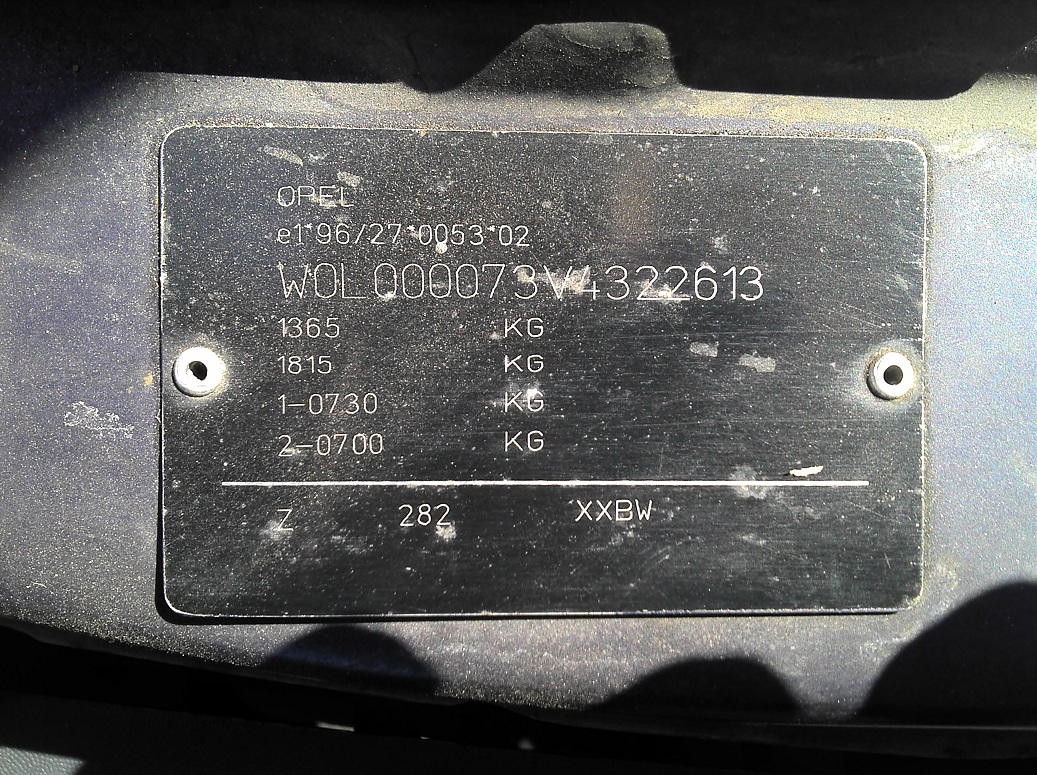 OPEL
e1*96/27*0053*02
W0L000073V4322613
1365 KG
1815 KG
1-0730 KG
2-0700 KG
Z 282 XXBW